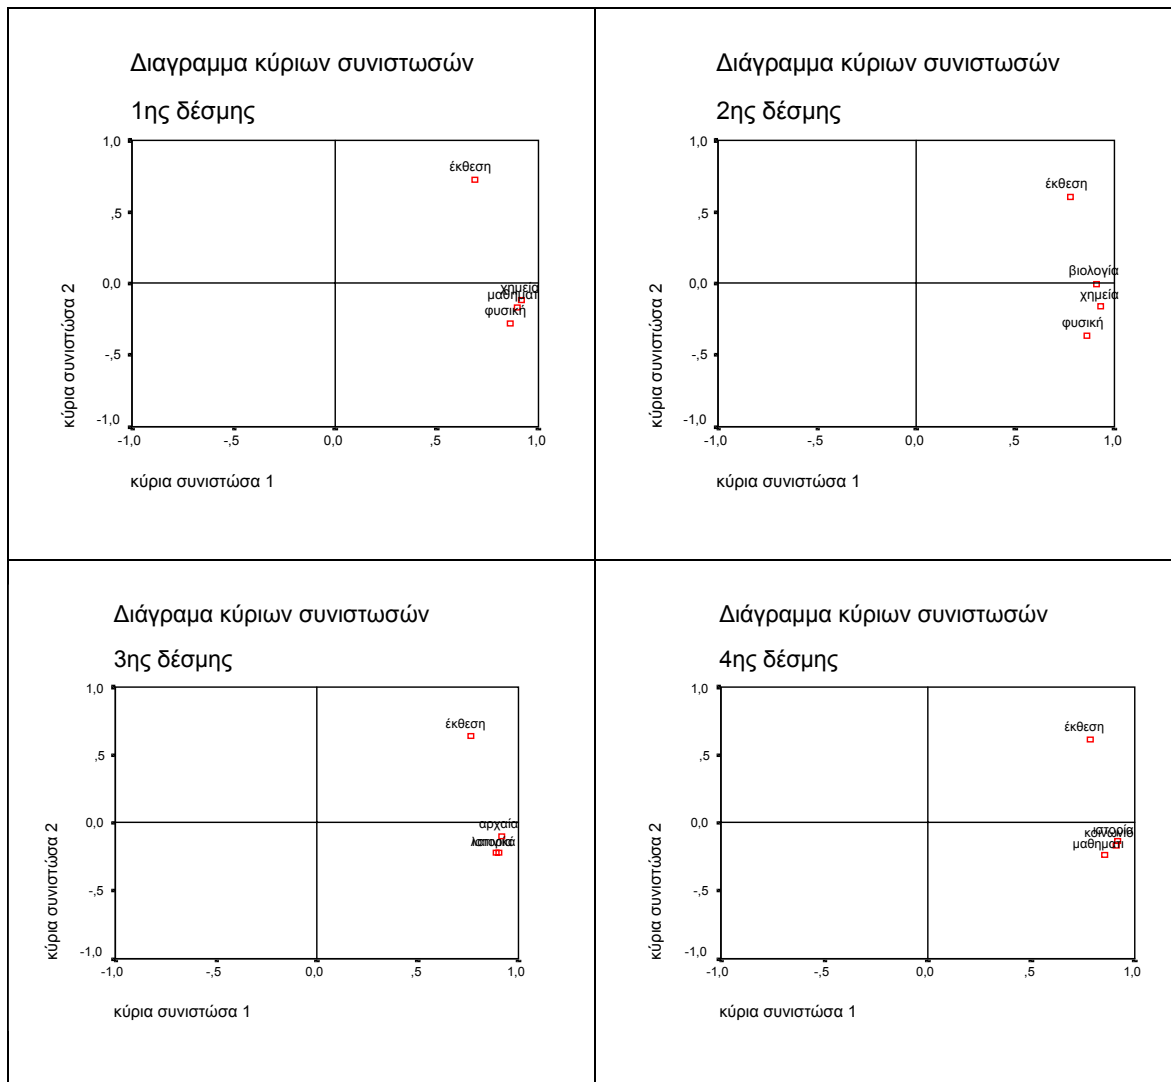 Διαγραμμα κύριων συνιστωσών
1ης δέσμης
1,0
,5
0,0
-,5
-1,0
κύρια συνιστώσα 2
έκθεση
χημεία
μαθηματ
φυσική
-1,0 -,5 0,0 ,5 1,0
κύρια συνιστώσα 1
Διάγραμμα κύριων συνιστωσών
2ης δέσμης
1,0
,5
0,0
-,5
-1,0
κύρια συνιστώσα 2
έκθεση
βιολογία
χημεία
φυσική
-1,0 -,5 0,0 ,5 1,0
κύρια συνιστώσα 1
Διάγραμα κύριων συνιστωσών
3ης δέσμης
1,0
,5
0,0
-,5
-1,0
κύρια συνιστώσα 2
έκθεση
αρχαία
-1,0 -,5 0,0 ,5 1,0
κύρια συνιστώσα 1
Διάγραμμα κύριων συνιστωσών
4ης δέσμης
1,0
,5
0,0
-,5
-1,0
κύρια συνιστώσα 2
έκθεση
ιστορία
κοινωνιο
μαθηματ
-1,0 -,5 0,0 ,5 1,0
κύρια συνιστώσα 1